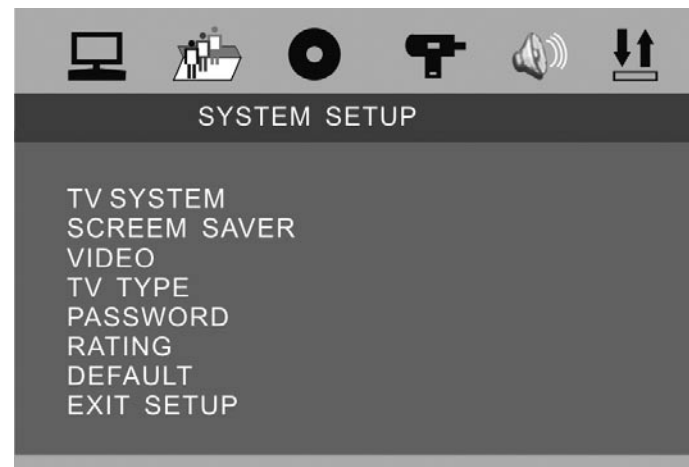 SYSTEM SETUP
TV SYSTEM
SCREEM SAVER
VIDEO
TV TYPE
PASSWORD
RATING
DEFAULT
EXIT SETUP